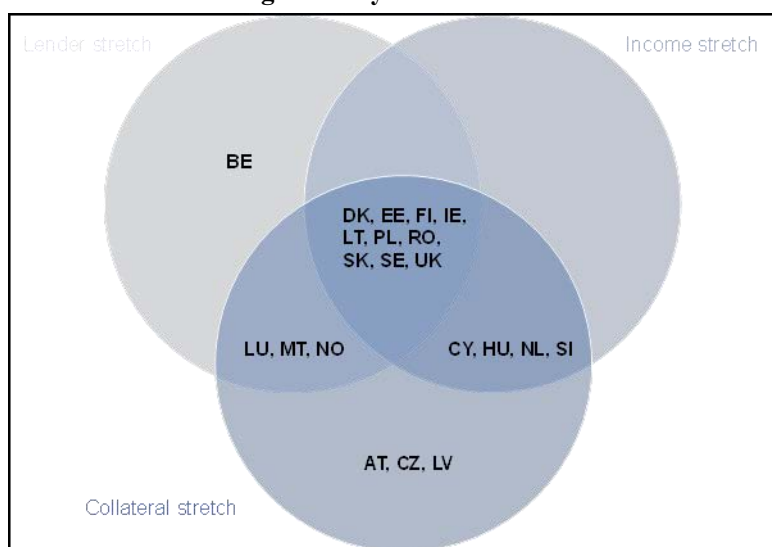 Lender stretch
Income stretch
BE
DK, EE, FI, IE,
LT, PL, RO,
SK, SE, UK
LU, MT, NO
CY, HU, NL, SI
AT, CZ, LV
Collateral stretch